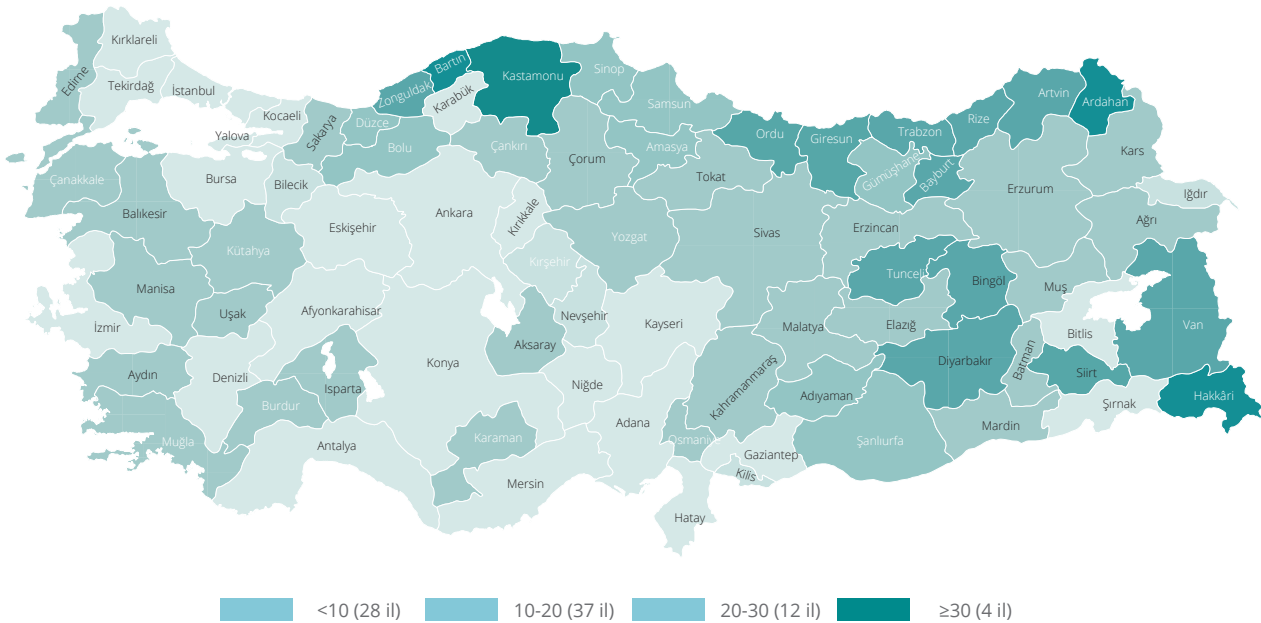 Kırklareli
Edirne
Tekirdağ
İstanbul
Kocaeli
Yalova
Sakarya
Düzce
Bolu
Zonguldak
Bartın
Karabük
Kastamonu
Sinop
Samsun
Çankırı
Çorum
Amasya
Tokat
Ordu
Giresun
Trabzon
Rize
Artvin
Ardahan
Gümüşhane
Bayburt
Kars
Iğdır
Erzurum
Ağrı
Çanakkale
Balıkesir
Bursa
Bilecik
Eskişehir
Ankara
Kırıkkale
Kırşehir
Yozgat
Sivas
Erzincan
Kütahya
Manisa
Uşak
İzmir
Afyonkarahisar
Aksaray
Nevşehir
Kayseri
Malatya
Elazığ
Tunceli
Bingöl
Muş
Bitlis
Van
Aydın
Denizli
Isparta
Burdur
Konya
Niğde
Kahramanmaraş
Adıyaman
Diyarbakır
Batman
Siirt
Şırnak
Hakkâri
Muğla
Antalya
Karaman
Mersin
Adana
Osmaniye
Gaziantep
Kilis
Şanlıurfa
Mardin
Hatay
<10 (28 il) 10-20 (37 il) 20-30 (12 il) ≥30 (4 il)